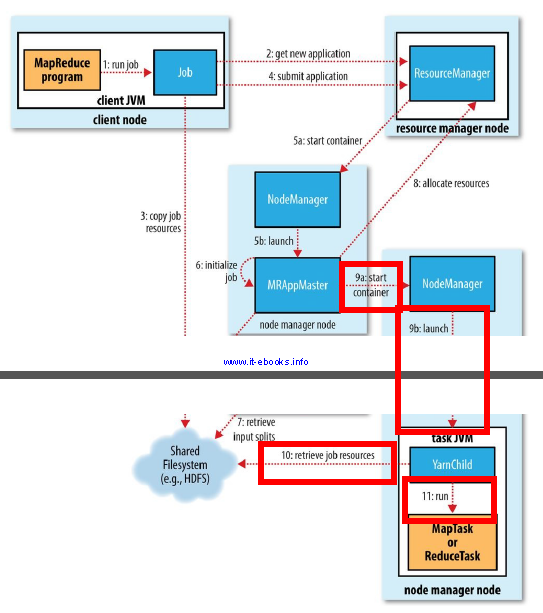 2: get new application
MapReduce
program
1: run job
Job
ResourceManager
4: submit application
client JVM
client node
resource manager node
5a: start container
8: allocate resources
NodeManager
3: copy job
resources
5b: launch
6: initialize
job
MRAppMaster
9a: start
container
NodeManager
node manager node
9b: launch
www.it-ebooks.info
7: retrieve
input splits
task JVM
Shared
Filesystem
(e.g., HDFS)
10: retrieve job resources
YarnChild
11: run
MapTask
or
ReduceTask
node manager node